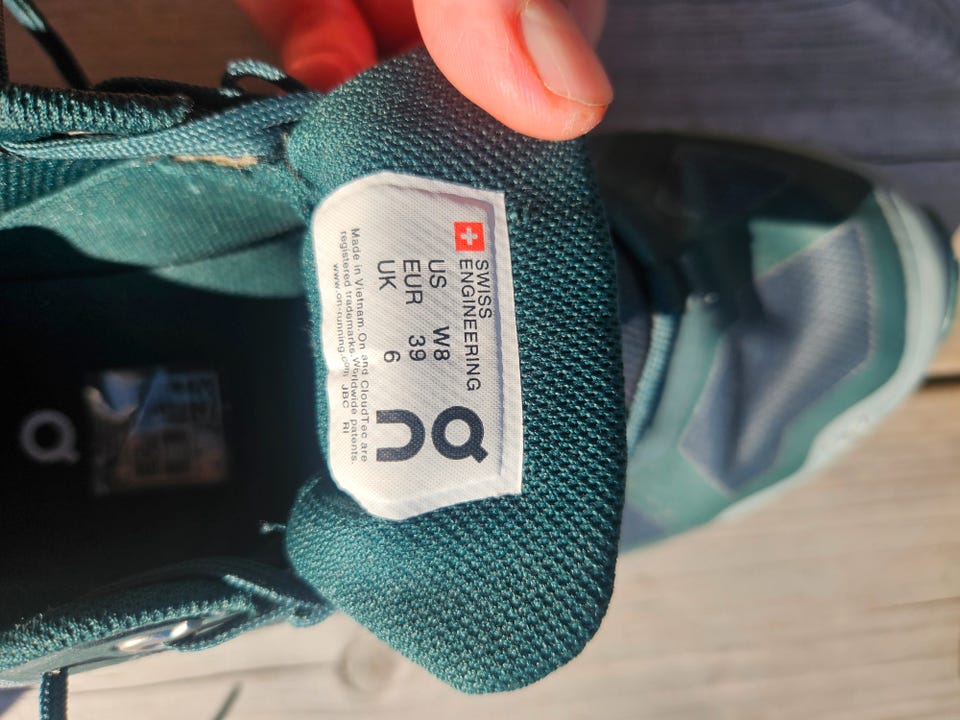 SWISS
ENGINEERING
US W8
EUR 39
UK 6
On
Made in Vietnam. On and CloudTec are
registered trademarks. Worldwide patents.
www.on-running.com JBC RI